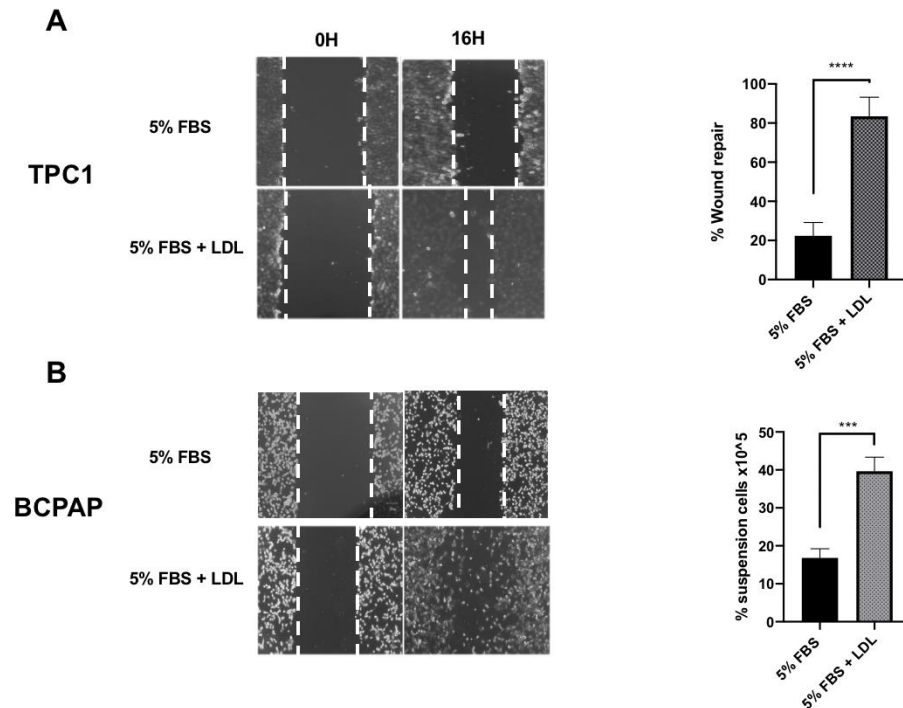 A
0H 16H
5% FBS
TPC1
5% FBS + LDL
****
% Wound repair
100
80
60
40
20
0
5% FBS
5% FBS + LDL
B
5% FBS
BCPAP
5% FBS + LDL
***
% suspension cells x10^5
50
40
30
20
10
0
5% FBS
5% FBS + LDL